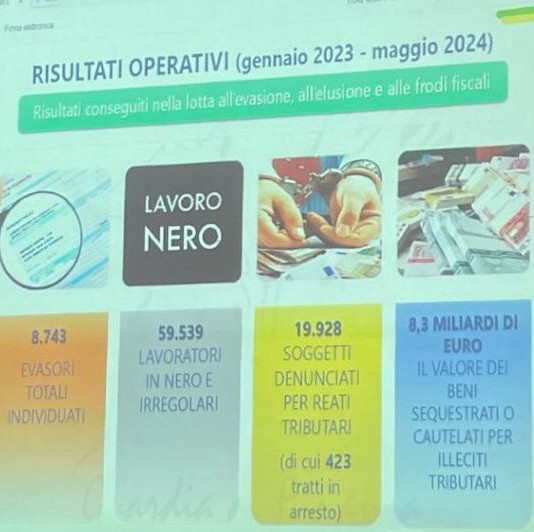 Firma elettronica
RISULTATI OPERATIVI (gennaio 2023 - maggio 2024)
Risultati conseguiti nella lotta all'evasione, all'elusione e alle frodi fiscali
LAVORO
NERO
8.743
EVASORI
TOTALI
INDIVIDUATI
59.539
LAVORATORI
IN NERO E
IRREGOLARI
19.928
SOGGETTI
DENUNCIATI
PER REATI
TRIBUTARI
(di cui 423
tratti in
arresto)
8,3 MILIARDI DI
EURO
IL VALORE DEI
BENI
SEQUESTRATI O
CAUTELATI PER
ILLECITI
TRIBUTARI